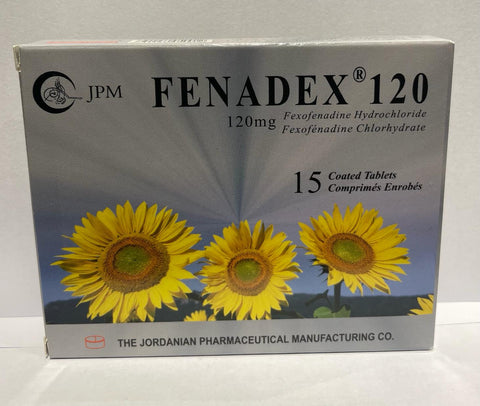 JPM
FENADEX® 120
120mg Fexofenadine Hydrochloride
Fexofénadine Chlorhydrate
15 Coated Tablets
Comprimés Enrobés
THE JORDANIAN PHARMACEUTICAL MANUFACTURING CO.